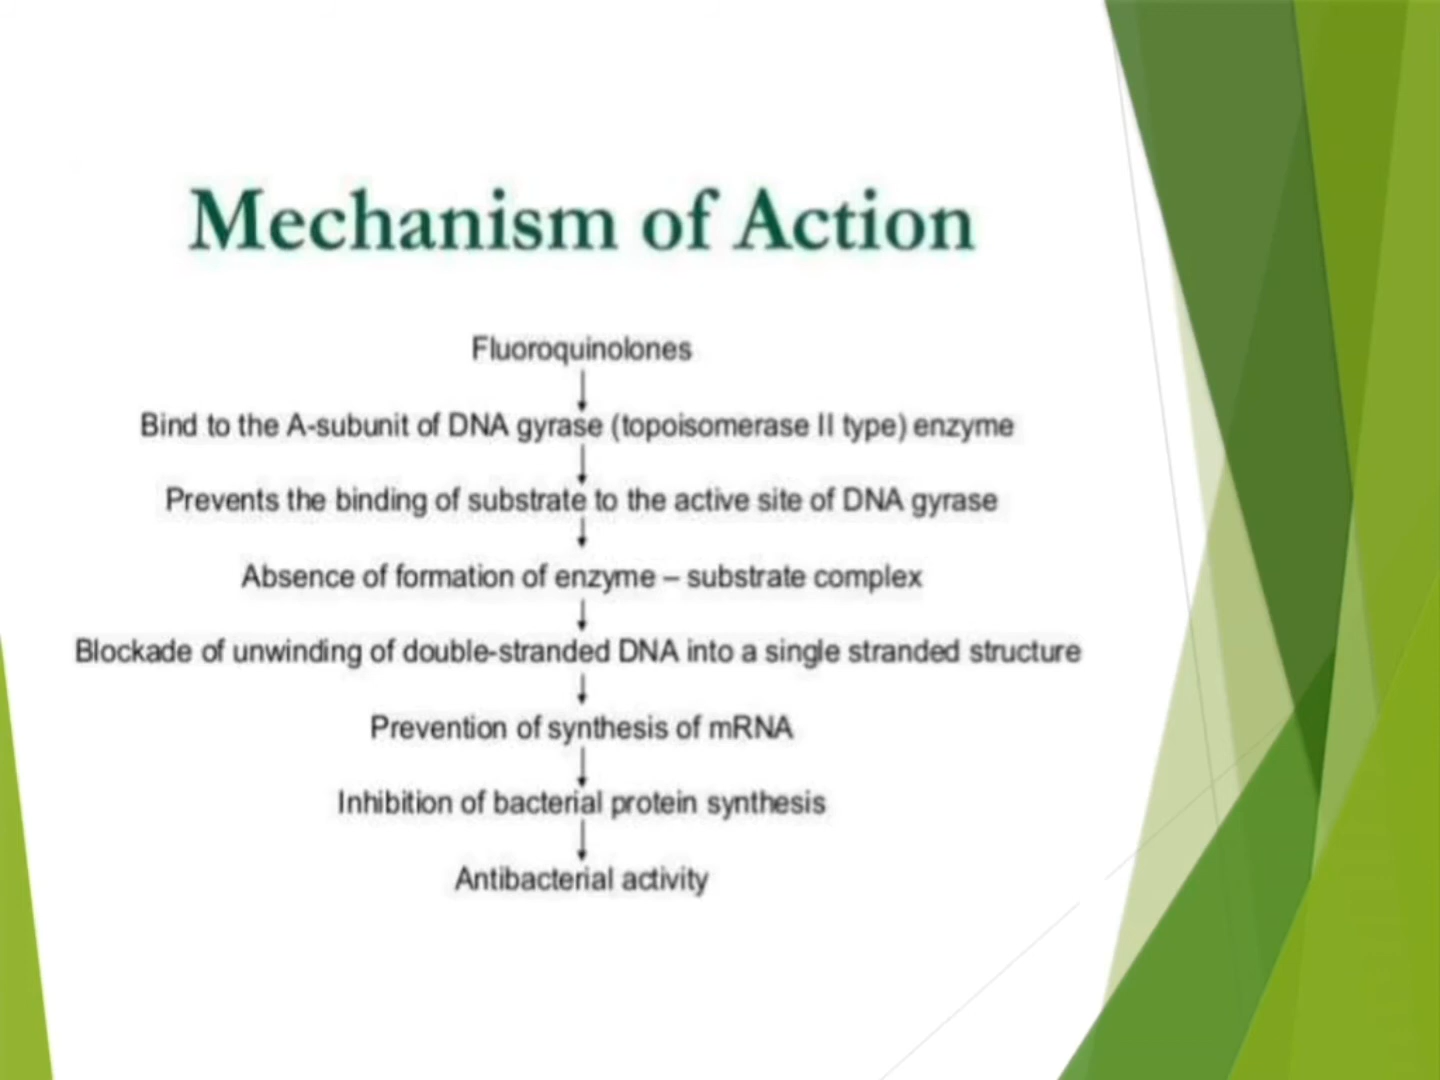 Mechanism of Action
Fluoroquinolones
Bind to the A-subunit of DNA gyrase (topoisomerase II type) enzyme
Prevents the binding of substrate to the active site of DNA gyrase
Absence of formation of enzyme – substrate complex
Blockade of unwinding of double-stranded DNA into a single stranded structure
Prevention of synthesis of mRNA
Inhibition of bacterial protein synthesis
Antibacterial activity